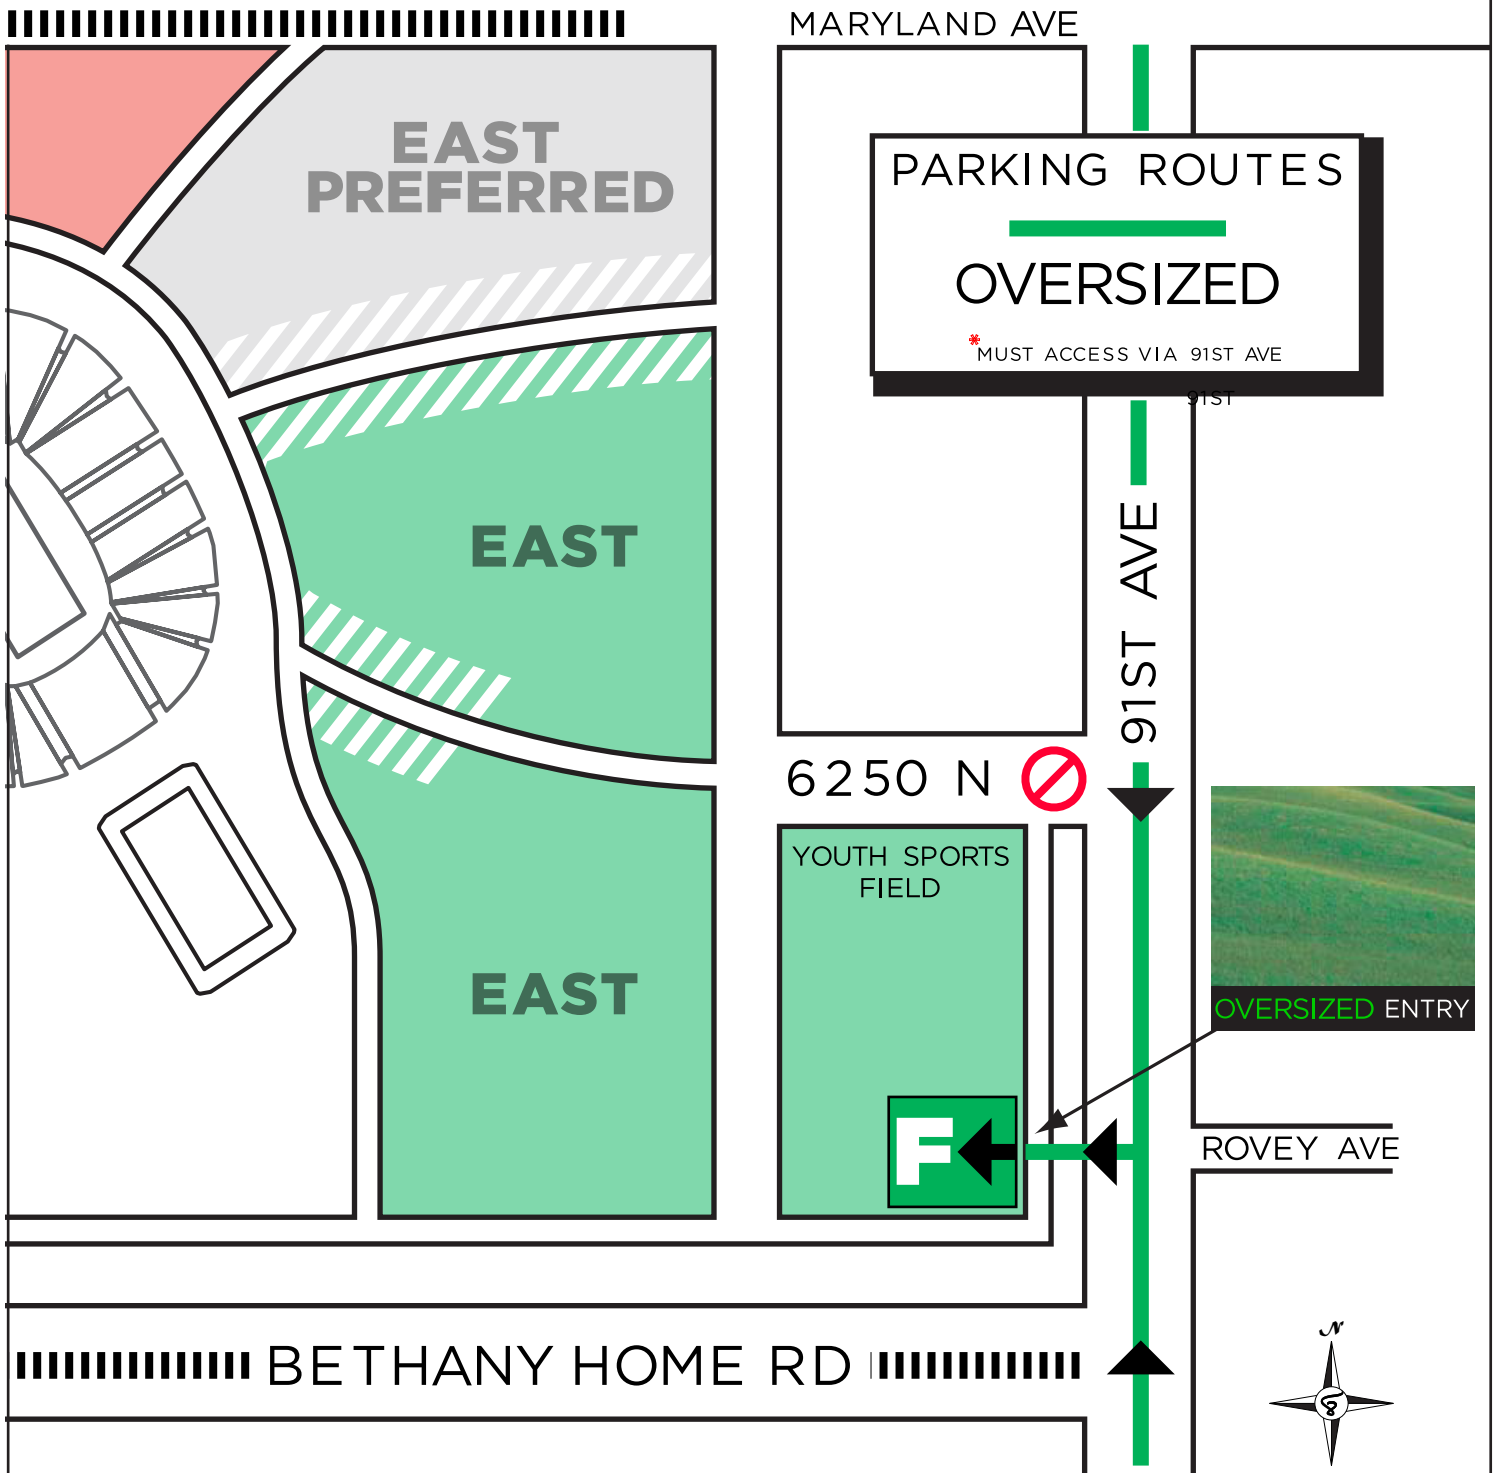 MARYLAND AVE
EAST
PREFERRED
PARKING ROUTES
OVERSIZED
*MUST ACCESS VIA 91ST AVE
91ST
91ST AVE
EAST
6250 N
YOUTH SPORTS
FIELD
EAST
OVERSIZED ENTRY
F
ROVEY AVE
BETHANY HOME RD
N